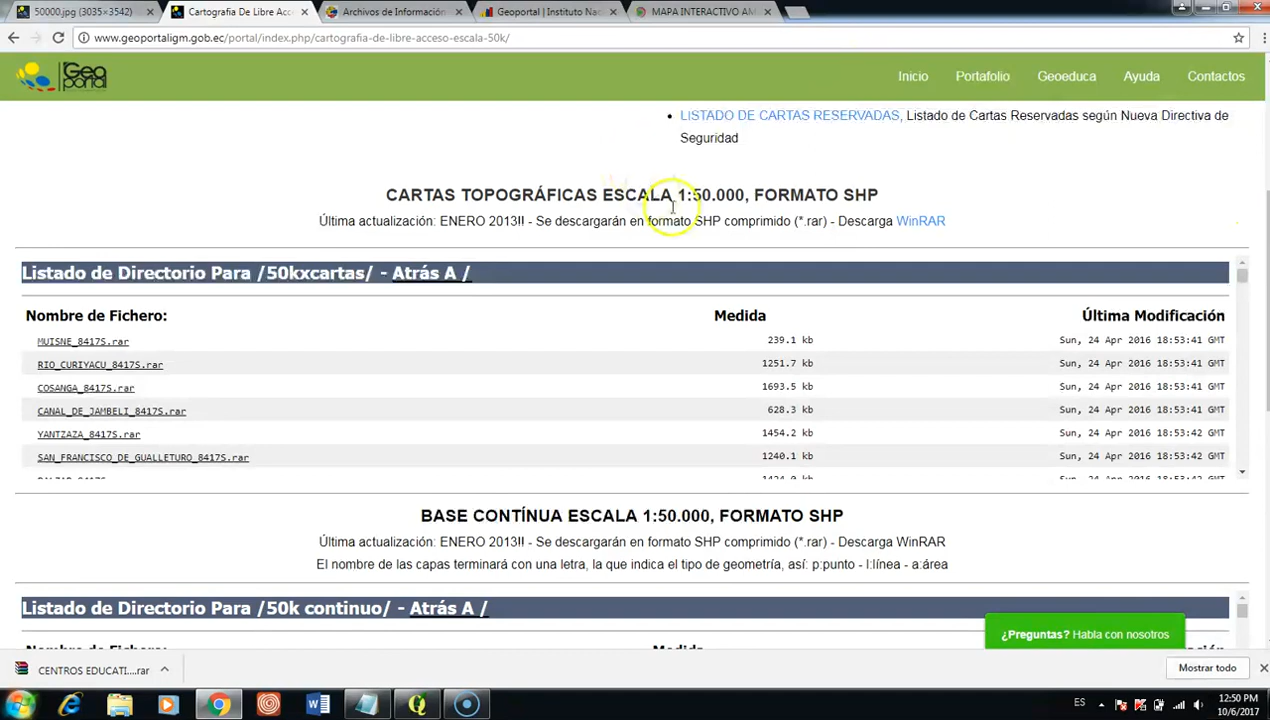 50000.jpg (3035×3542)
Cartografia De Libre Acc
Archivos de Información
Geoportal | Instituto Nac
MAPA INTERACTIVO AM
www.geoportaligm.gob.ec/portal/index.php/cartografia-de-libre-acceso-escala-50k/
Geo portal
Inicio Portafolio Geoeduca Ayuda Contactos
LISTADO DE CARTAS RESERVADAS, Listado de Cartas Reservadas según Nueva Directiva de
Seguridad
CARTAS TOPOGRÁFICAS ESCALA 1:50.000, FORMATO SHP
Última actualización: ENERO 2013!! - Se descargarán en formato SHP comprimido (*.rar) - Descarga WinRAR
Listado de Directorio Para /50kxcartas/ - Atrás A /
Nombre de Fichero: Medida Última Modificación
MUISNE_8417S.rar 239.1 kb Sun, 24 Apr 2016 18:53:41 GMT
RIO_CURIYACU_8417S.rar 1251.7 kb Sun, 24 Apr 2016 18:53:41 GMT
COSANGA_8417S.rar 1693.5 kb Sun, 24 Apr 2016 18:53:41 GMT
CANAL_DE_JAMBELI_8417S.rar 628.3 kb Sun, 24 Apr 2016 18:53:41 GMT
YANTZAZA_8417S.rar 1454.2 kb Sun, 24 Apr 2016 18:53:42 GMT
SAN_FRANCISCO_DE_GUALLETURO_8417S.rar 1240.1 kb Sun, 24 Apr 2016 18:53:42 GMT
BASE CONTÍNUA ESCALA 1:50.000, FORMATO SHP
Última actualización: ENERO 2013!! - Se descargarán en formato SHP comprimido (*.rar) - Descarga WinRAR
El nombre de las capas terminará con una letra, la que indica el tipo de geometría, así: p:punto - l:línea - a:área
Listado de Directorio Para /50k continuo/ - Atrás A /
¿Preguntas? Habla con nosotros
CENTROS EDUCATI....rar
Mostrar todo
ES
12:50 PM
10/6/2017